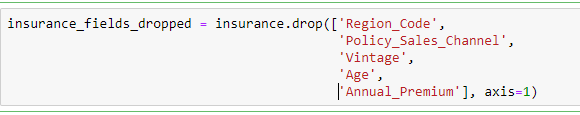 insurance_fields_dropped = insurance.drop(['Region_Code',
'Policy_Sales_Channel',
'Vintage',
'Age',
'Annual_Premium'], axis=1)